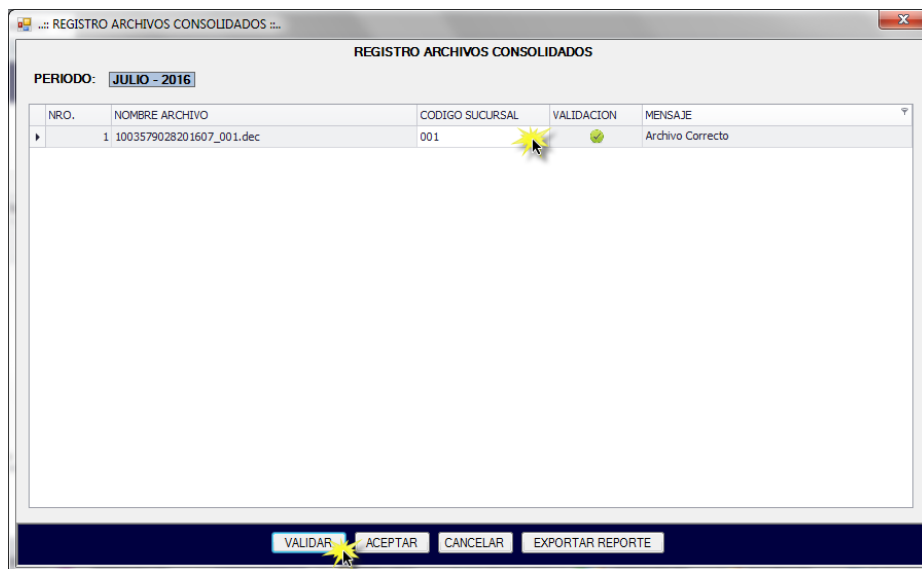 ..:: REGISTRO ARCHIVOS CONSOLIDADOS ::..
X
REGISTRO ARCHIVOS CONSOLIDADOS
PERIODO: JULIO - 2016
NRO. NOMBRE ARCHIVO CODIGO SUCURSAL VALIDACION MENSAJE
1 1003579028201607_001.dec 001 Archivo Correcto
VALIDAR ACEPTAR CANCELAR EXPORTAR REPORTE